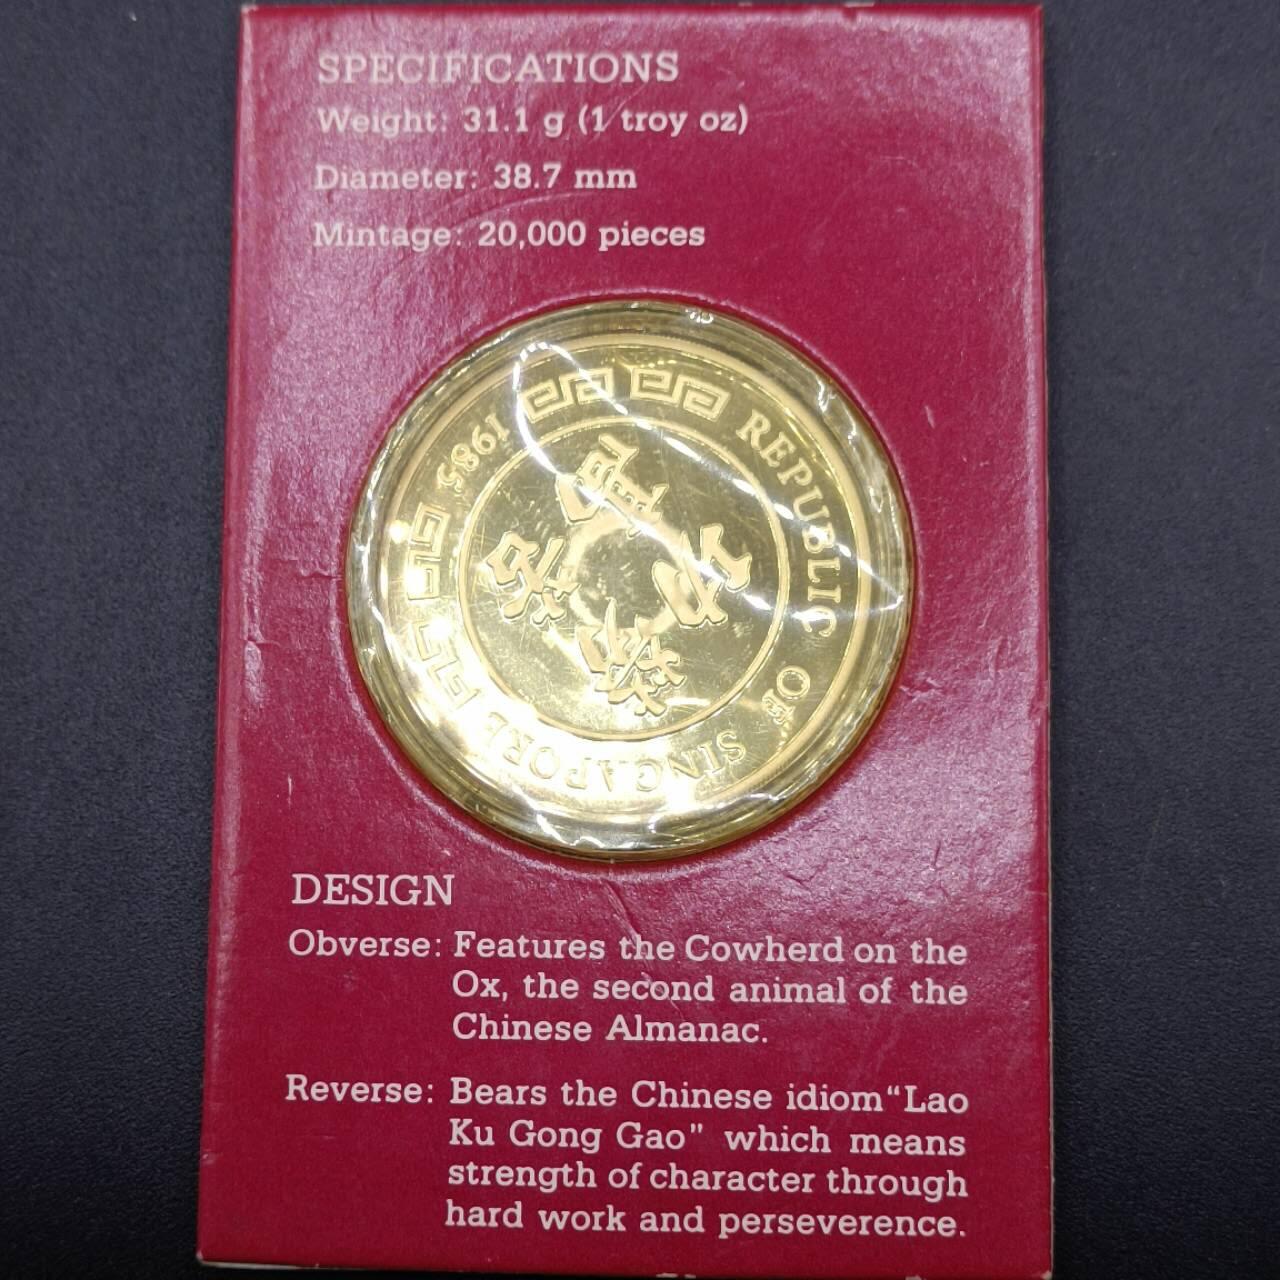 SPECIFICATIONS
Weight: 31.1 g (1 troy oz)
Diameter: 38.7 mm
Mintage: 20,000 pieces
1985
REPUBLIC OF SINGAPORE
DESIGN
Obverse: Features the Cowherd on the
Ox, the second animal of the
Chinese Almanac.
Reverse: Bears the Chinese idiom“Lao
Ku Gong Gao” which means
strength of character through
hard work and perseverence.